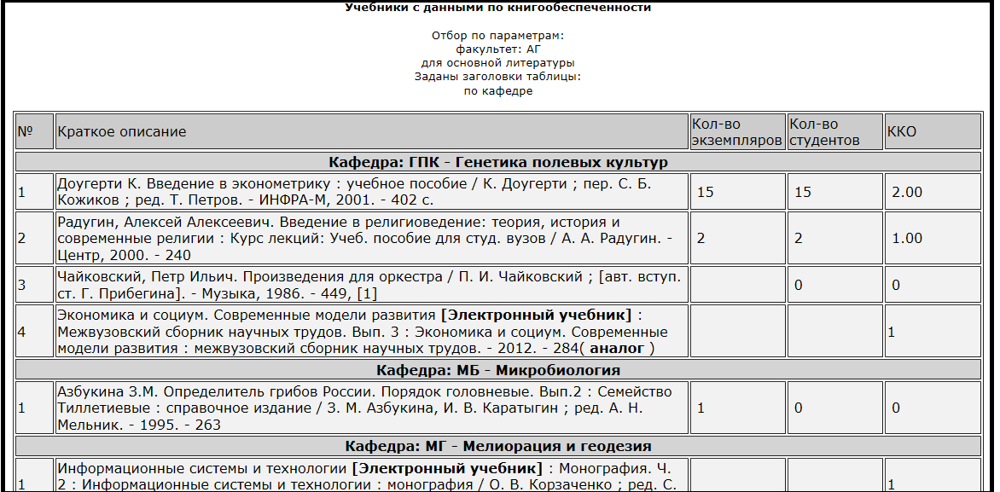 Учебники с данными по книгообеспеченности
Отбор по параметрам:
факультет: АГ
для основной литературы
Заданы заголовки таблицы:
по кафедре
№ Краткое описание Кол-во экземпляров Кол-во студентов ККО
Кафедра: ГПК - Генетика полевых культур
1 Доугерти К. Введение в эконометрику : учебное пособие / К. Доугерти ; пер. С. Б. 15 15 2.00
Кожиков ; ред. Т. Петров. - ИНФРА-М, 2001. - 402 с.
2 Радугин, Алексей Алексеевич. Введение в религиоведение: теория, история и 2 2 1.00
современные религии : Курс лекций: Учеб. пособие для студ. вузов / А. А. Радугин. -
Центр, 2000. - 240
3 Чайковский, Петр Ильич. Произведения для оркестра / П. И. Чайковский ; [авт. вступ. 0 0
ст. Г. Прибегина]. - Музыка, 1986. - 449, [1]
4 Экономика и социум. Современные модели развития [Электронный учебник] : 1
Межвузовский сборник научных трудов. Вып. 3 : Экономика и социум. Современные
модели развития : межвузовский сборник научных трудов. - 2012. - 284( аналог )
Кафедра: МБ - Микробиология
1 Азбукина З.М. Определитель грибов России. Порядок головневые. Вып.2 : Семейство 1 0 0
Тиллетиевые : справочное издание / З. М. Азбукина, И. В. Каратыгин ; ред. А. Н.
Мельник. - 1995. - 263
Кафедра: МГ - Мелиорация и геодезия
1 Информационные системы и технологии [Электронный учебник] : Монография. Ч. 1
2 : Информационные системы и технологии : монография / О. В. Корзаченко ; ред. С.